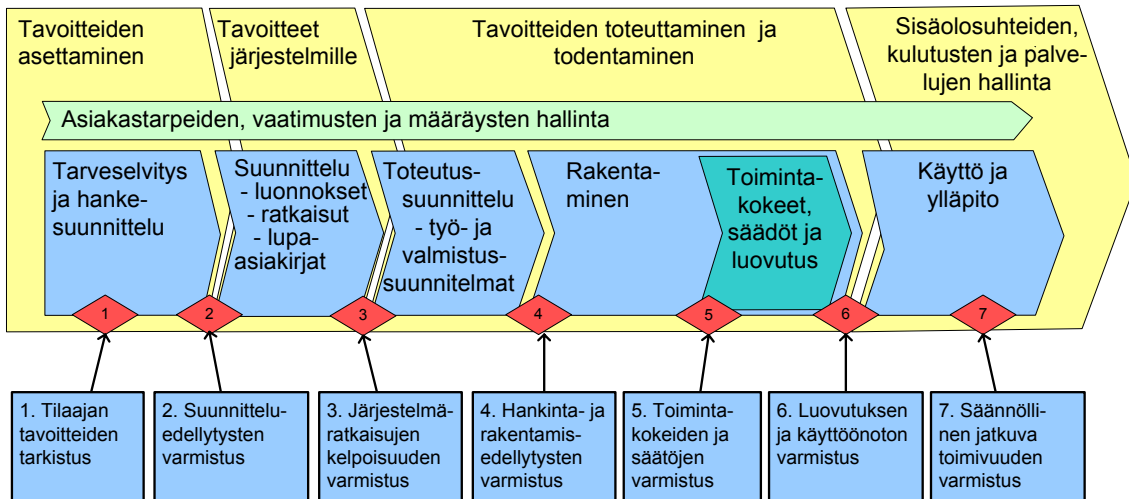 Tavoitteiden
asettaminen
Tavoitteet
järjestelmille
Tavoitteiden toteuttaminen ja
todentaminen
Sisäolosuhteiden,
kulutusten ja palve-
lujen hallinta
Asiakastarpeiden, vaatimusten ja määräysten hallinta
Tarveselvitys
ja hanke-
suunnittelu
Suunnittelu
- luonnokset
- ratkaisut
- lupa-
asiakirjat
Toteutus-
suunnittelu
- työ- ja
valmistus-
suunnitelmat
Rakenta-
minen
Toiminta-
kokeet,
säädöt ja
luovutus
Käyttö ja
ylläpito
1
2
3
4
5
6
7
1. Tilaajan
tavoitteiden
tarkistus
2. Suunnittelu-
edellytysten
varmistus
3. Järjestelmä-
ratkaisujen
kelpoisuuden
varmistus
4. Hankinta- ja
rakentamis-
edellytysten
varmistus
5. Toiminta-
kokeiden ja
säätöjen
varmistus
6. Luovutuksen
ja käyttöönoton
varmistus
7. Säännölli-
nen jatkuva
toimivuuden
varmistus